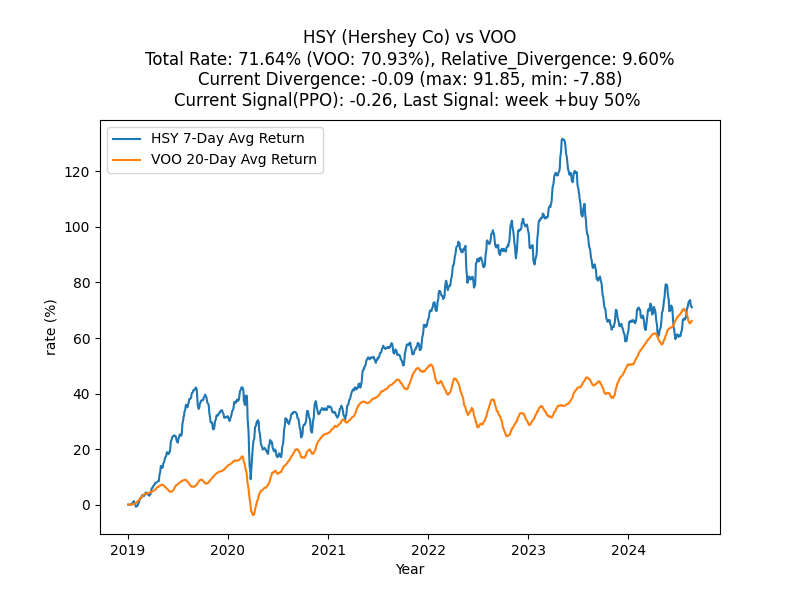 HSY (Hershey Co) vs VOO
Total Rate: 71.64% (VOO: 70.93%), Relative_Divergence: 9.60%
Current Divergence: -0.09 (max: 91.85, min: -7.88)
Current Signal(PPO): -0.26, Last Signal: week +buy 50%
HSY 7-Day Avg Return
VOO 20-Day Avg Return
120
100
80
60
40
20
0
rate (%)
2019 2020 2021 2022 2023 2024
Year